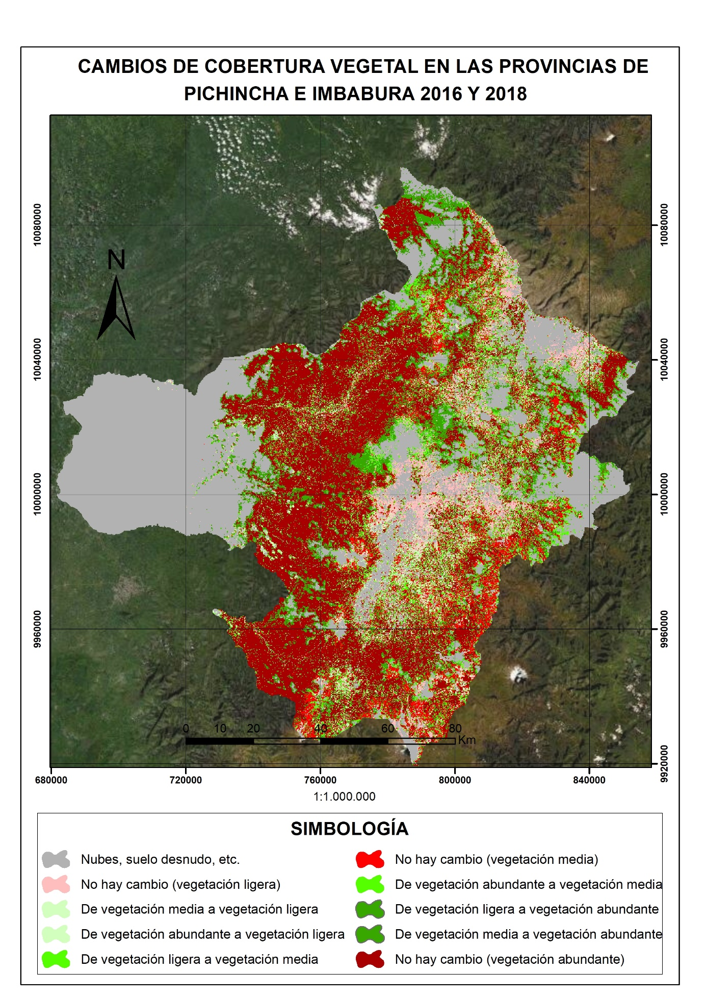 CAMBIOS DE COBERTURA VEGETAL EN LAS PROVINCIAS DE
PICHINCHA E IMBABURA 2016 Y 2018
N
10080000
10040000
10000000
9960000
10080000
10040000
10000000
9960000
9920000
0 10 20 40 60 80
Km
680000 720000 760000 800000 840000
1:1.000.000
SIMBOLOGÍA
Nubes, suelo desnudo, etc.
No hay cambio (vegetación ligera)
De vegetación media a vegetación ligera
De vegetación abundante a vegetación ligera
De vegetación ligera a vegetación media
No hay cambio (vegetación media)
De vegetación abundante a vegetación media
De vegetación ligera a vegetación abundante
De vegetación media a vegetación abundante
No hay cambio (vegetación abundante)